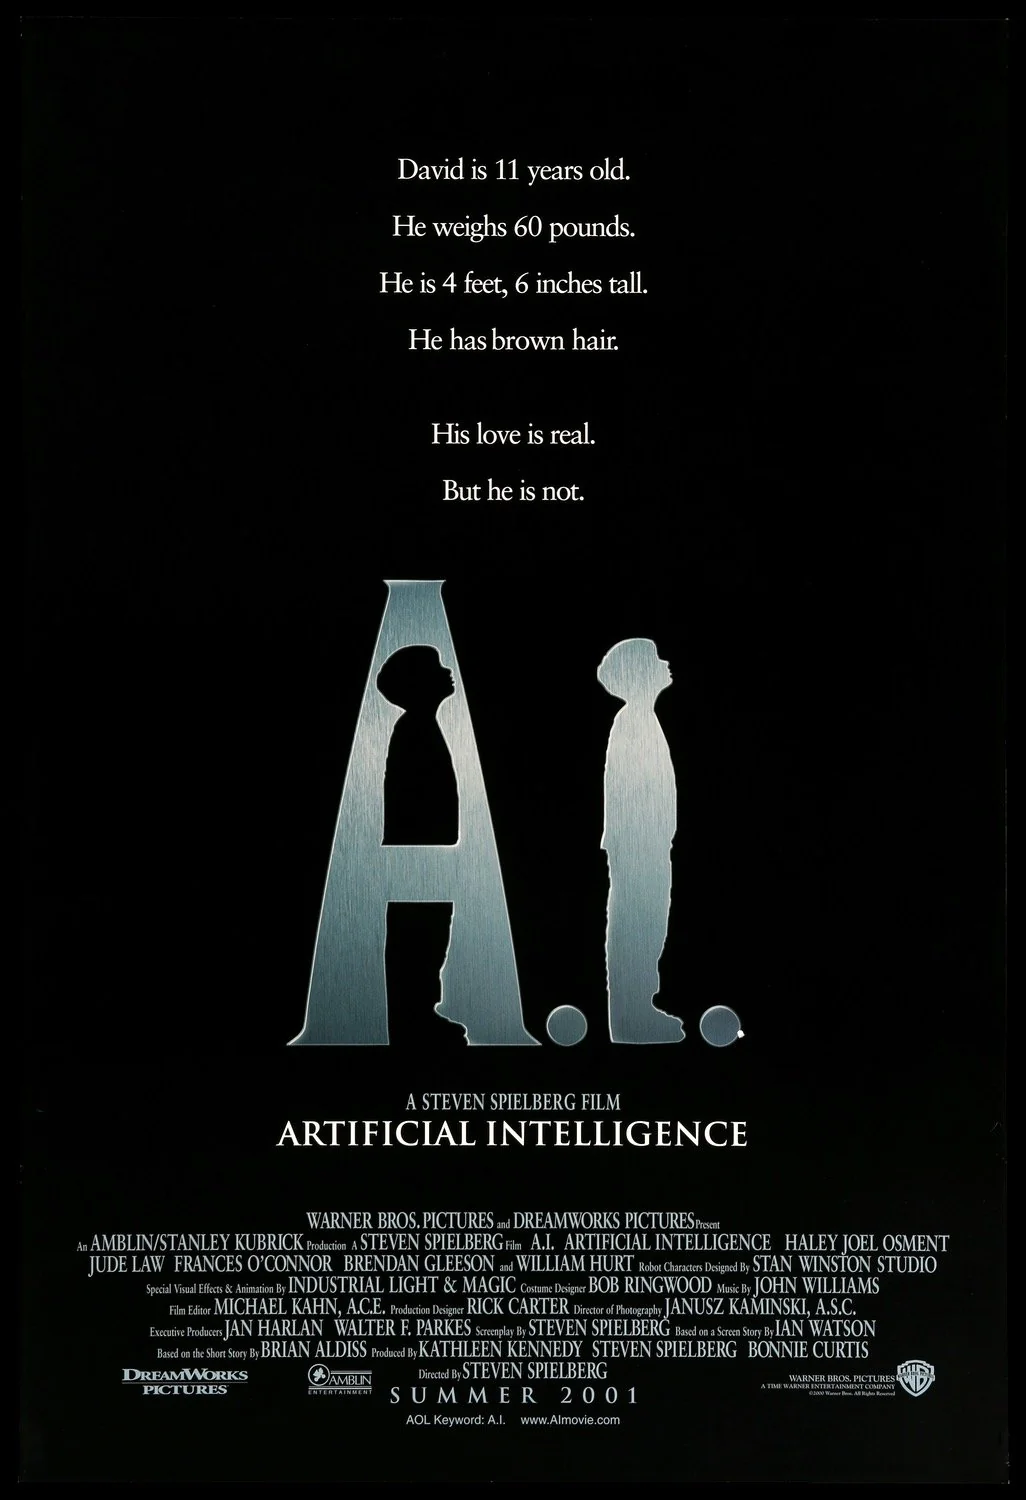 David is 11 years old.
He weighs 60 pounds.
He is 4 feet, 6 inches tall.
He has brown hair.
His love is real.
But he is not.
A.I.
A STEVEN SPIELBERG FILM
ARTIFICIAL INTELLIGENCE
WARNER BROS. PICTURES and DREAMWORKS PICTURES Present
An AMBLIN/STANLEY KUBRICK Production A STEVEN SPIELBERG Film A.I. ARTIFICIAL INTELLIGENCE HALEY JOEL OSMENT
JUDE LAW FRANCES O'CONNOR BRENDAN GLEESON and WILLIAM HURT Robot Characters Designed By STAN WINSTON STUDIO
Special Visual Effects & Animation By INDUSTRIAL LIGHT & MAGIC Costume Designer BOB RINGWOOD Music By JOHN WILLIAMS
Film Editor MICHAEL KAHN, A.C.E. Production Designer RICK CARTER Director of Photography JANUSZ KAMINSKI, A.S.C.
Executive Producers JAN HARLAN WALTER F. PARKES Screenplay By STEVEN SPIELBERG Based on a Screen Story By IAN WATSON
Based on the Short Story By BRIAN ALDISS Produced By KATHLEEN KENNEDY STEVEN SPIELBERG BONNIE CURTIS
Directed By STEVEN SPIELBERG
DREAMWORKS
PICTURES
AMBLIN
ENTERTAINMENT
SUMMER 2001
WARNER BROS. PICTURES
A TIME WARNER ENTERTAINMENT COMPANY
©2000 Warner Bros. All Rights Reserved
WB
AOL Keyword: A.I. www.AImovie.com